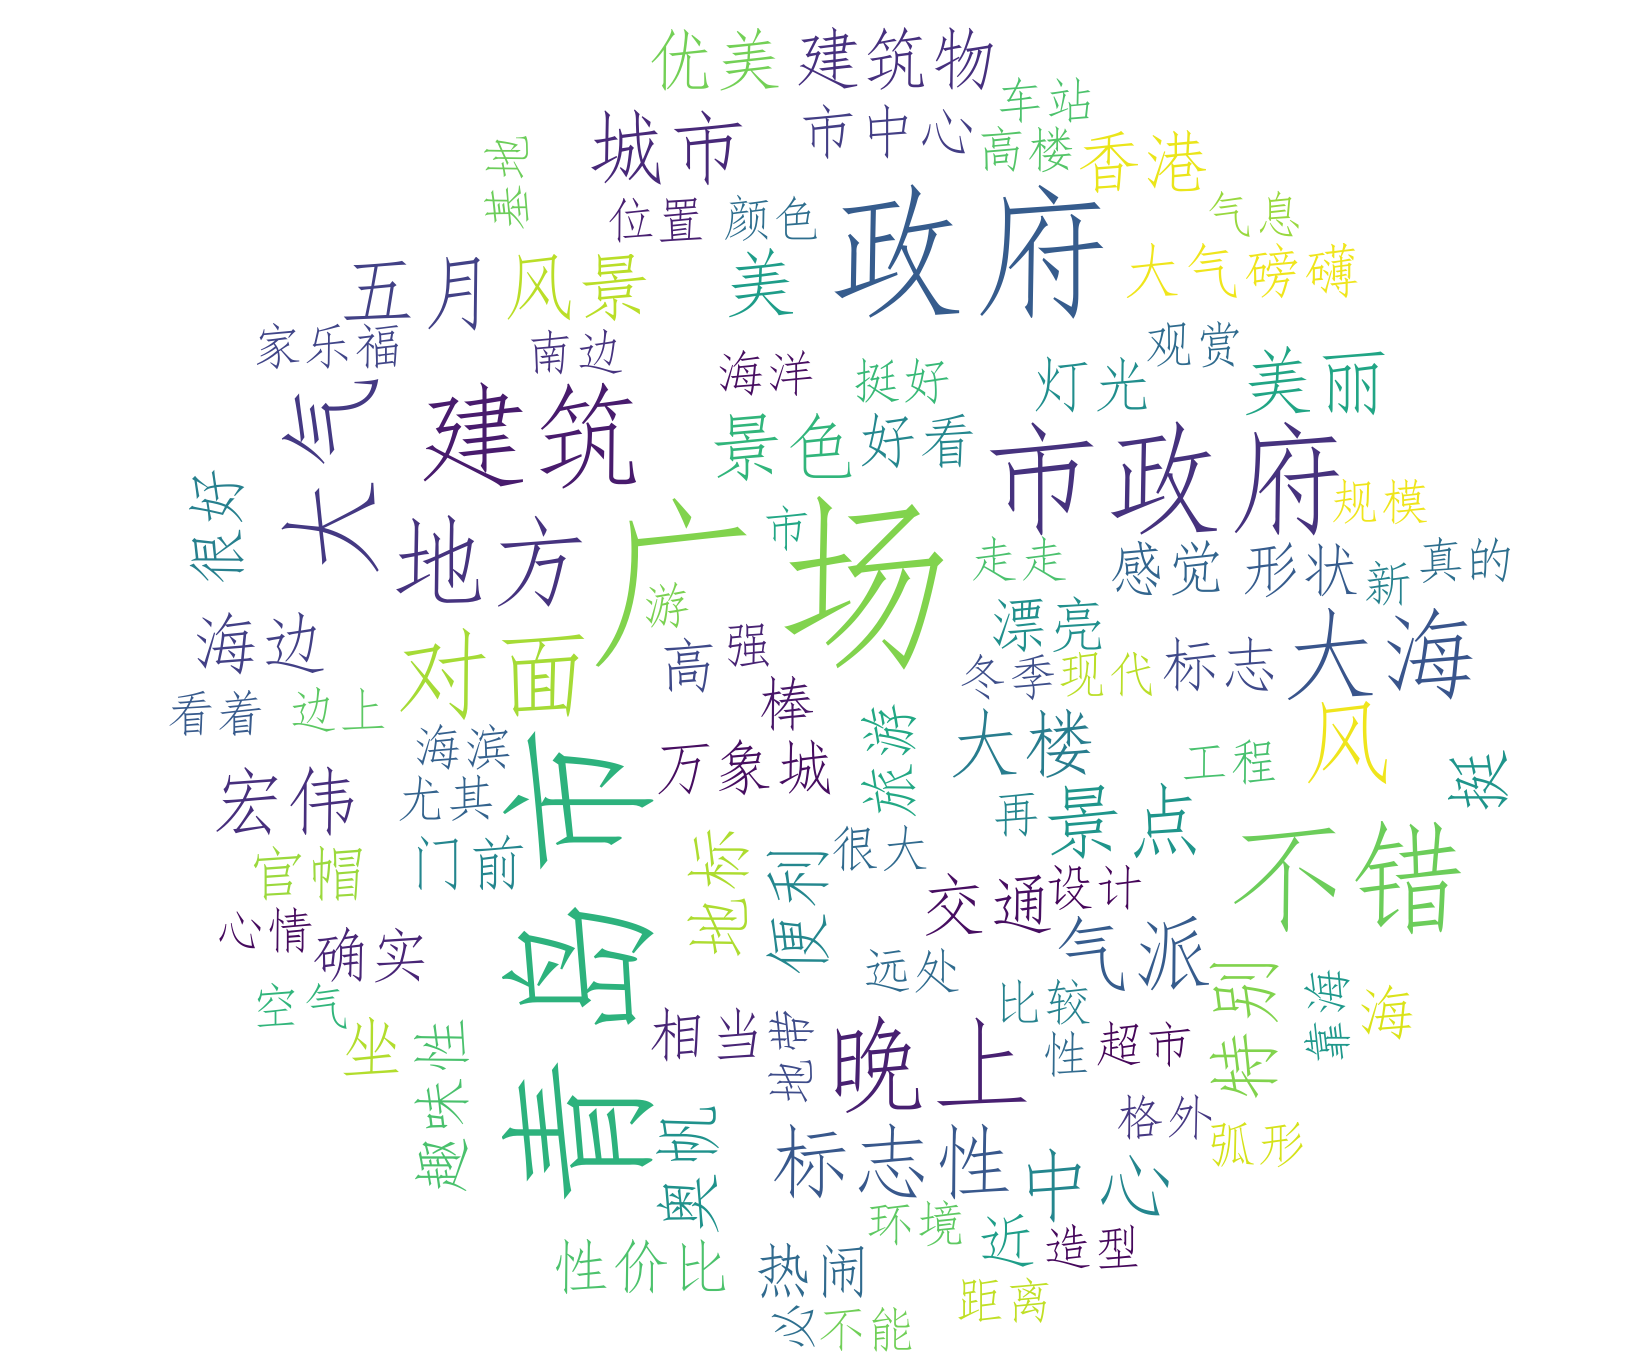 优美
建筑物
车站
城市
市中心
高楼
香港
基地
位置
颜色
政府
气息
五月
风景
美
大气磅礴
家乐福
南边
海洋
挺好
观赏
灯光
美丽
大气
建筑
景色
好看
市政府
规模
很好
地方
广场
市
走走
感觉
形状
新
真的
海边
对面
游
高
强
漂亮
冬季
现代
标志
大海
看着
边上
海滨
棒
万象城
旅游
大楼
工程
风
挺
宏伟
尤其
青岛市
再
景点
官帽
门前
地标
便利
很大
不错
心情
确实
交通
设计
气派
远处
特别
空气
坐
趣味性
相当
地带
晚上
比较
性
超市
靠海
海
奥帆
标志性
中心
格外
弧形
性价比
热闹
环境
近
造型
必
不能
距离